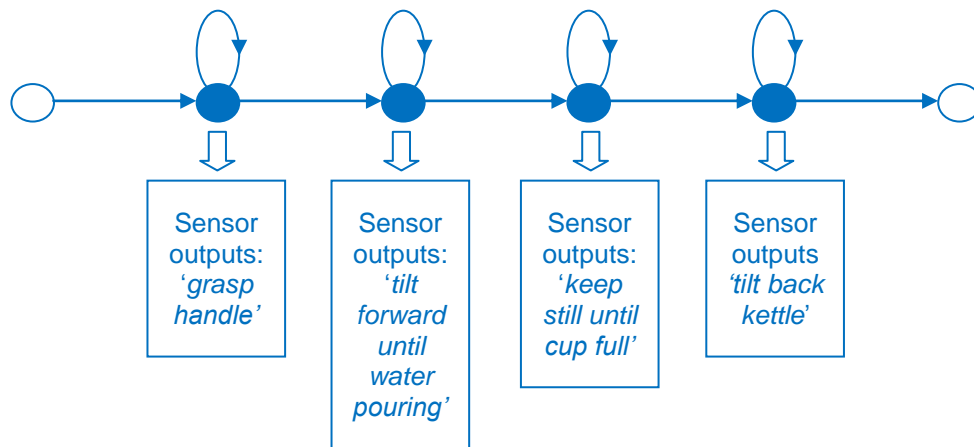 Sensor
outputs:
‘grasp
handle’
Sensor
outputs:
‘tilt
forward
until
water
pouring’
Sensor
outputs:
‘keep
still until
cup full’
Sensor
outputs
‘tilt back
kettle’